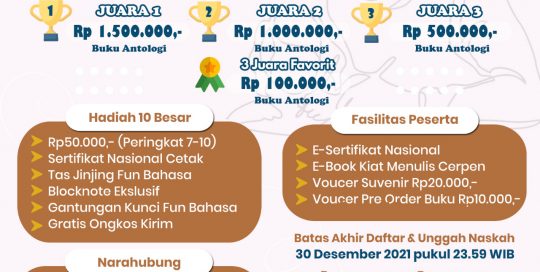 1
JUARA 1
Rp 1.500.000,-
Buku Antologi
2
JUARA 2
Rp 1.000.000,-
Buku Antologi
3
JUARA 3
Rp 500.000,-
Buku Antologi
3 Juara Favorit
Rp 100.000,-
Buku Antologi
Hadiah 10 Besar
Rp50.000,- (Peringkat 7-10)
Sertifikat Nasional Cetak
Tas Jinjing Fun Bahasa
Blocknote Ekslusif
Gantungan Kunci Fun Bahasa
Gratis Ongkos Kirim
Fasilitas Peserta
E-Sertifikat Nasional
E-Book Kiat Menulis Cerpen
Voucer Suvenir Rp20.000,-
Voucer Pre Order Buku Rp10.000,-
Batas Akhir Daftar & Unggah Naskah
30 Desember 2021 pukul 23.59 WIB
Narahubung